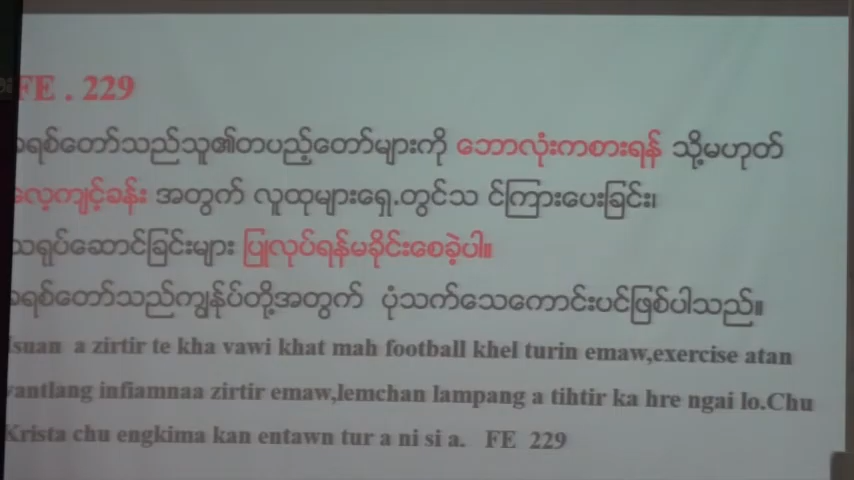 FE . 229
ခရစ်တော်သည်သူ၏တပည့်တော်များကို ဘောလုံးကစားရန် သို့မဟုတ်
လေ့ကျင့်ခန်း အတွက် လူထုများရှေ့တွင်သ င်ကြားပေးခြင်း၊
သရုပ်ဆောင်ခြင်းများ ပြုလုပ်ရန်မခိုင်းစေခဲ့ပါ။
ခရစ်တော်သည်ကျွန်ုပ်တို့အတွက် ပုံသက်သေကောင်းပင်ဖြစ်ပါသည်။
Isuan a zirtir te kha vawi khat mah football khel turin emaw,exercise atan
vantlang infiamnaa zirtir emaw,lemchan lampang a tihtir ka hre ngai lo.Chu
Krista chu engkima kan entawn tur a ni si a. FE 229